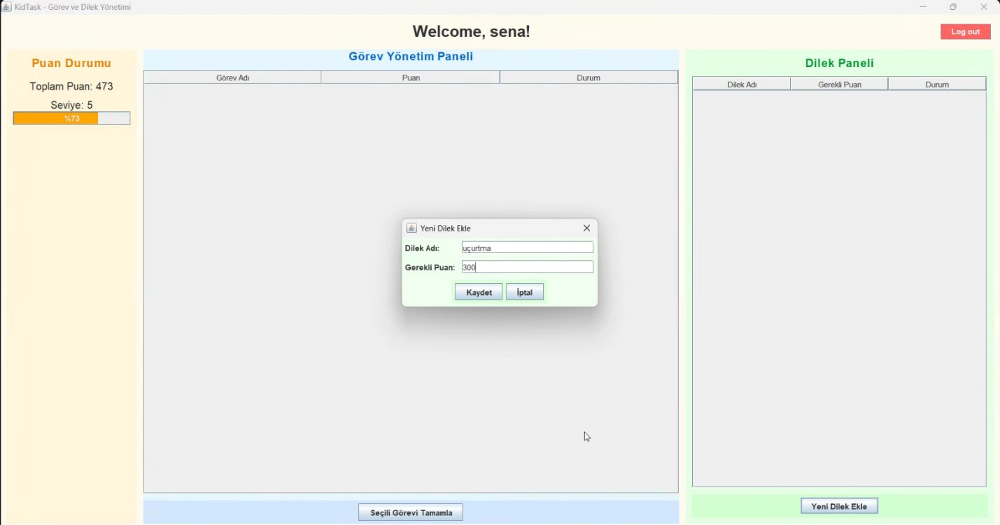 KidTask - Görev ve Dilek Yönetimi
Welcome, sena!
Log out
Puan Durumu
Toplam Puan: 473
Seviye: 5
%73
Görev Yönetim Paneli
Görev Adı Puan Durum
Dilek Paneli
Dilek Adı Gerekli Puan Durum
Yeni Dilek Ekle
Dilek Adı: uçurtma
Gerekli Puan: 300
Kaydet İptal
Seçili Görevi Tamamla
Yeni Dilek Ekle